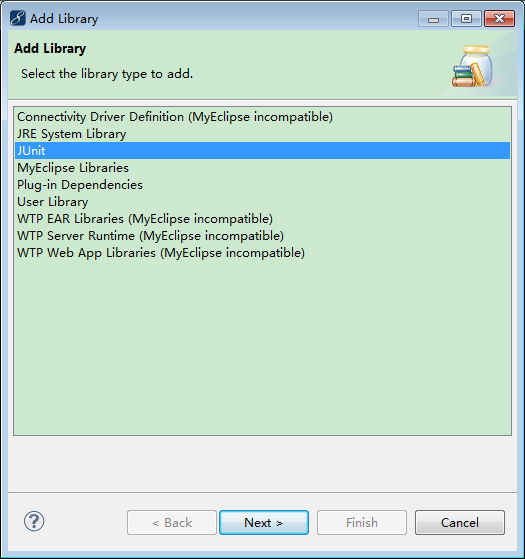 Add Library
Add Library
Select the library type to add.
Connectivity Driver Definition (MyEclipse incompatible)
JRE System Library
JUnit
MyEclipse Libraries
Plug-in Dependencies
User Library
WTP EAR Libraries (MyEclipse incompatible)
WTP Server Runtime (MyEclipse incompatible)
WTP Web App Libraries (MyEclipse incompatible)
? < Back Next > Finish Cancel